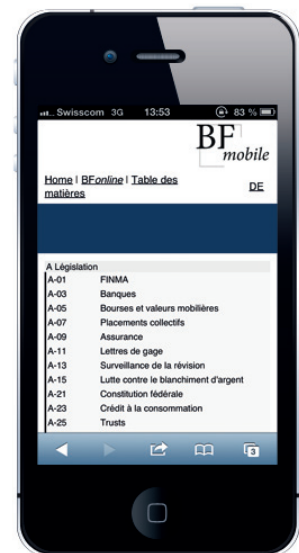 Swisscom 3G 13:53 83 %
BF
mobile
Home | BFonline | Table des matières DE
A Législation
A-01 FINMA
A-03 Banques
A-05 Bourses et valeurs mobilières
A-07 Placements collectifs
A-09 Assurance
A-11 Lettres de gage
A-13 Surveillance de la révision
A-15 Lutte contre le blanchiment d'argent
A-21 Constitution fédérale
A-23 Crédit à la consommation
A-25 Trusts
3